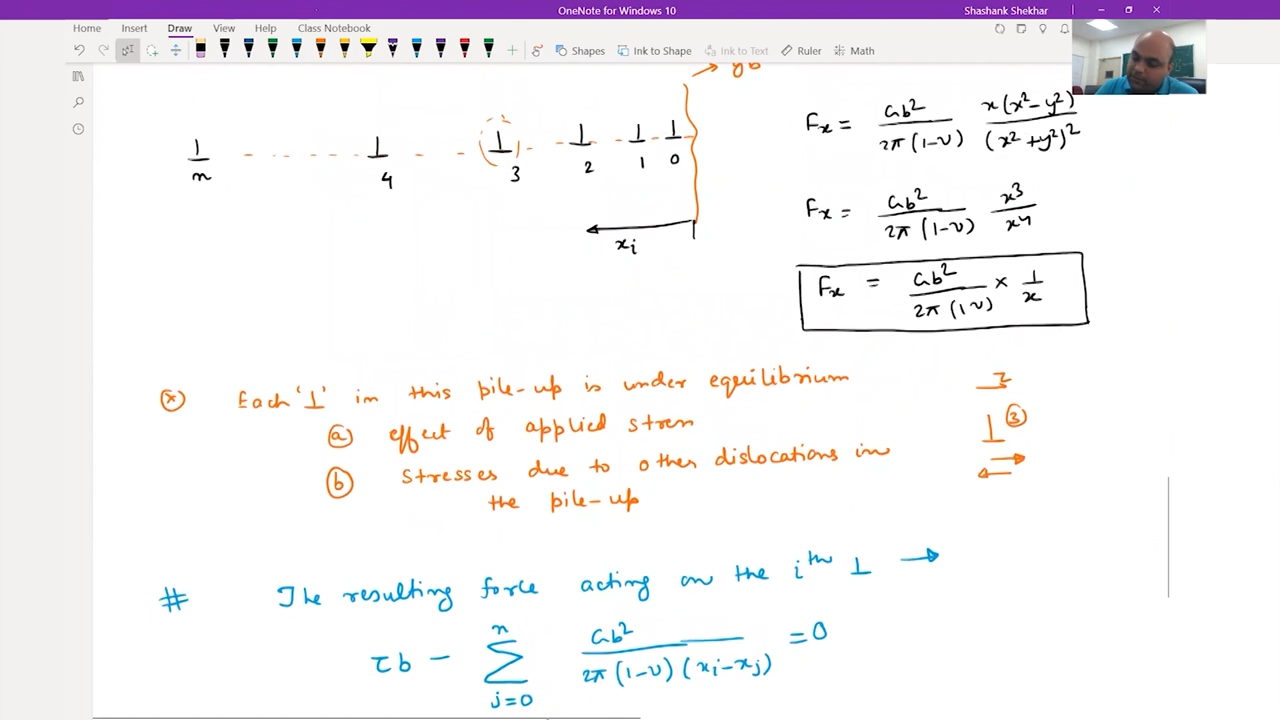 OneNote for Windows 10
Shashank Shekhar
Home Insert Draw View Help Class Notebook
Shapes Ink to Shape Ink to Text Ruler Math
→ gb
⊥ ⊥ ⊥ ⊥ ⊥ ⊥
n 4 3 2 1 0
xi
Fx = Gb² / 2π(1-ν) x(x²-y²) / (x²+y²)²
Fx = Gb² / 2π(1-ν) x³ / x⁴
Fx = Gb² / 2π(1-ν) × 1/x
(x) Each '⊥' in this pile-up is under equilibrium
(a) effect of applied stress
(b) stresses due to other dislocations in
the pile-up
τ
⊥ (3)
# The resulting force acting on the ith ⊥ →
τb - Σ Gb² / 2π(1-ν)(xi-xj) = 0
n
j=0